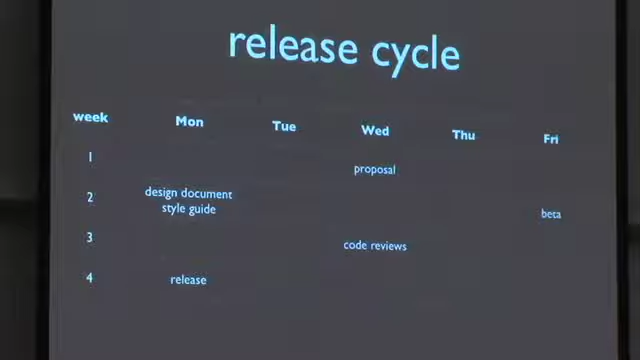 release cycle
week Mon Tue Wed Thu Fri
1 proposal
2 design document
style guide beta
3 code reviews
4 release